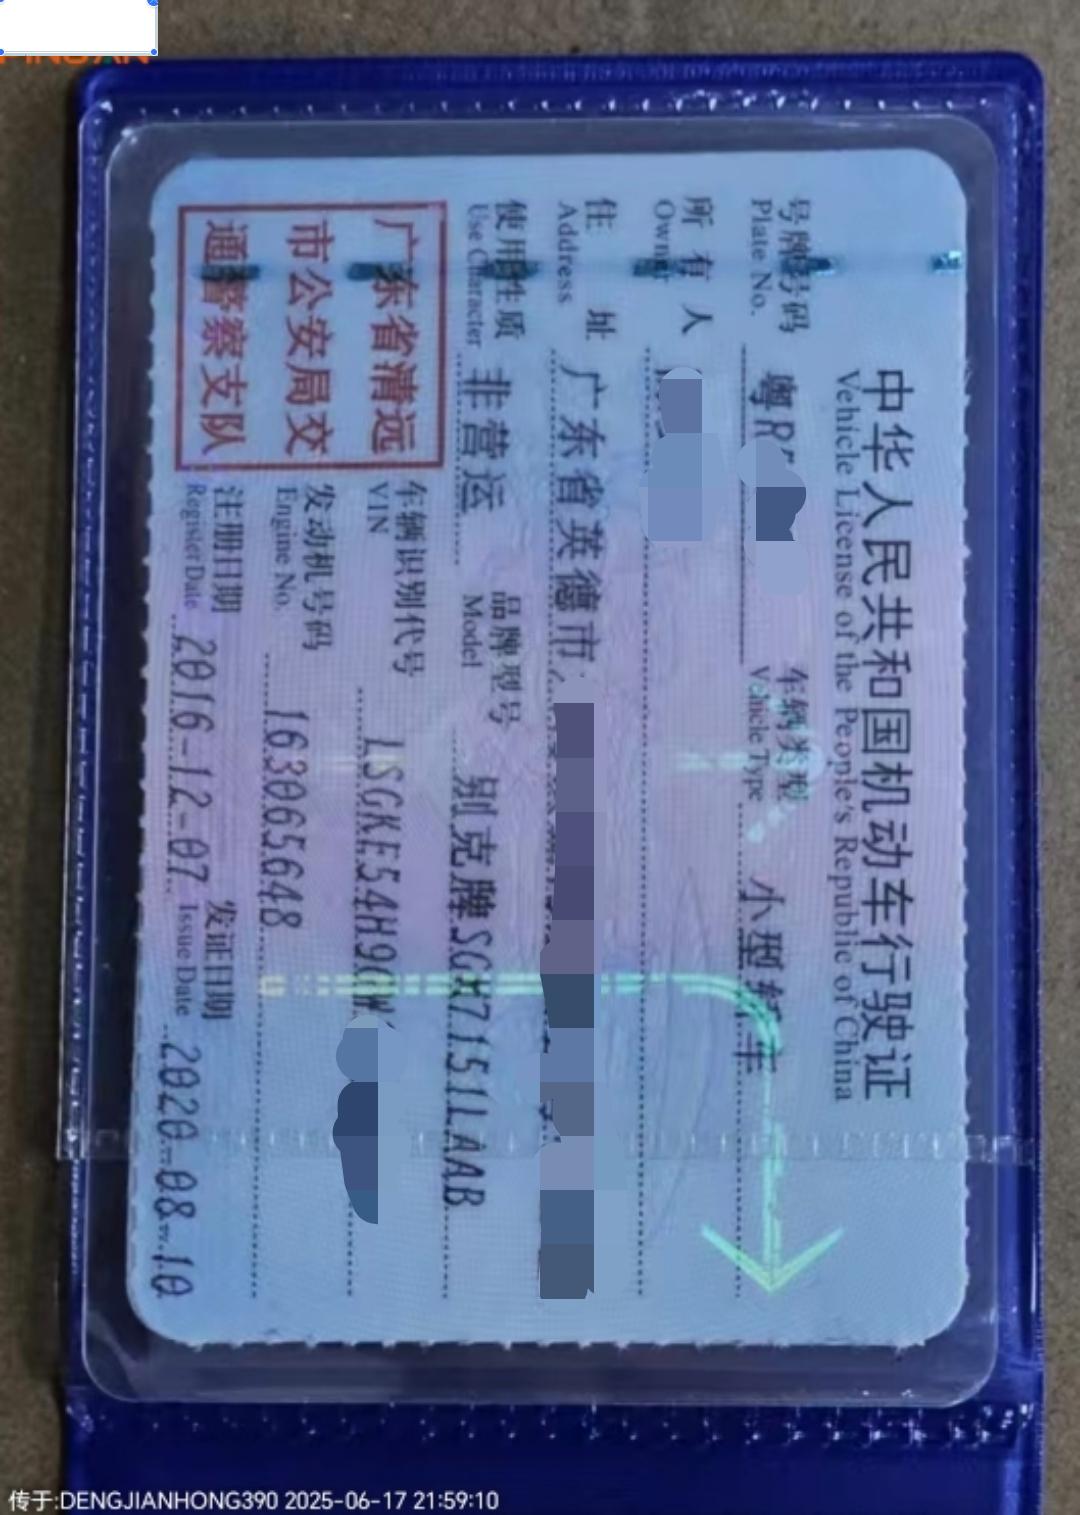 中华人民共和国机动车行驶证
Vehicle License of the People's Republic of China
号牌号码 粤R 车辆类型 小型轿车
Plate No. Vehicle Type
所有人
Owner
住址 广东省英德市
Address
使用性质 非营运 品牌型号 别克牌SGK7151LAAB
Use Character Model
广东省清远
市公安局交
通警察支队
车辆识别代号 LSGKE54H9GW
VIN
发动机号码 163065648
Engine No.
注册日期 2016-12-07 发证日期 2020-08-10
Register Date Issue Date
传于:DENGJIANHONG390 2025-06-17 21:59:10